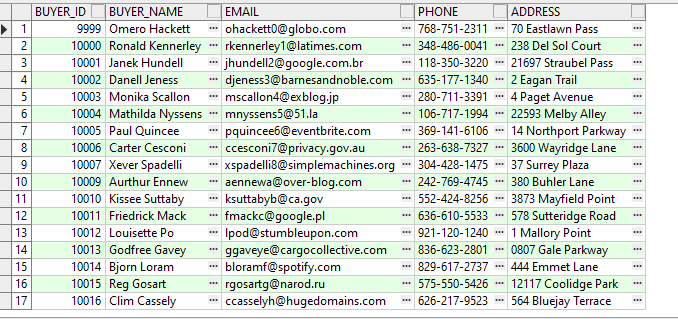 BUYER_ID BUYER_NAME EMAIL PHONE ADDRESS
1 9999 Omero Hackett ohackett0@globo.com 768-751-2311 70 Eastlawn Pass
2 10000 Ronald Kennerley rkennerley1@latimes.com 348-486-0041 238 Del Sol Court
3 10001 Janek Hundell jhundell2@google.com.br 118-350-3220 21697 Straubel Pass
4 10002 Danell Jeness djeness3@barnesandnoble.com 635-177-1340 2 Eagan Trail
5 10003 Monika Scallon mscallon4@exblog.jp 280-711-3391 4 Paget Avenue
6 10004 Mathilda Nyssens mnyssens5@51.la 106-717-1994 22593 Melby Alley
7 10005 Paul Quincee pquincee6@eventbrite.com 369-141-6106 14 Northport Parkway
8 10006 Carter Cesconi ccesconi7@privacy.gov.au 263-638-7327 3600 Wayridge Lane
9 10007 Xever Spadelli xspadelli8@simplemachines.org 304-428-1475 37 Surrey Plaza
10 10009 Aurthur Ennew aennewa@over-blog.com 242-769-4745 380 Buhler Lane
11 10010 Kissee Suttaby ksuttabyb@ca.gov 552-424-8256 3873 Mayfield Point
12 10011 Friedrick Mack fmackc@google.pl 636-610-5533 578 Sutteridge Road
13 10012 Louisette Po lpod@stumbleupon.com 921-120-1240 1 Mallory Point
14 10013 Godfree Gavey ggaveye@cargocollective.com 836-623-2801 0807 Gale Parkway
15 10014 Bjorn Loram bloramf@spotify.com 829-617-2737 444 Emmet Lane
16 10015 Reg Gosart rgosartg@narod.ru 575-550-5426 12117 Coolidge Park
17 10016 Clim Cassely ccasselyh@hugedomains.com 626-217-9523 564 Bluejay Terrace